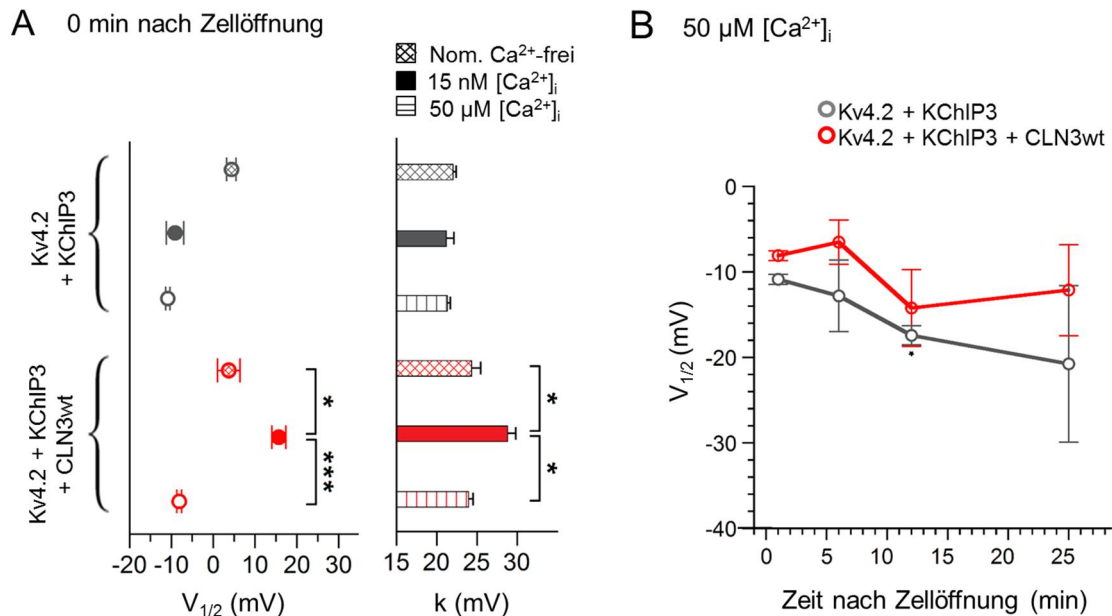 A 0 min nach Zellöffnung
Nom. Ca²⁺-frei
15 nM [Ca²⁺]ᵢ
50 µM [Ca²⁺]ᵢ
Kv4.2
+ KChIP3
Kv4.2 + KChIP3
+ CLN3wt
*
***
*
*
-20 -10 0 10 20 30
V1/2 (mV)
15 20 25 30
k (mV)
B 50 µM [Ca²⁺]ᵢ
Kv4.2 + KChIP3
Kv4.2 + KChIP3 + CLN3wt
0
-10
-20
-30
-40
*
V1/2 (mV)
0 5 10 15 20 25
Zeit nach Zellöffnung (min)